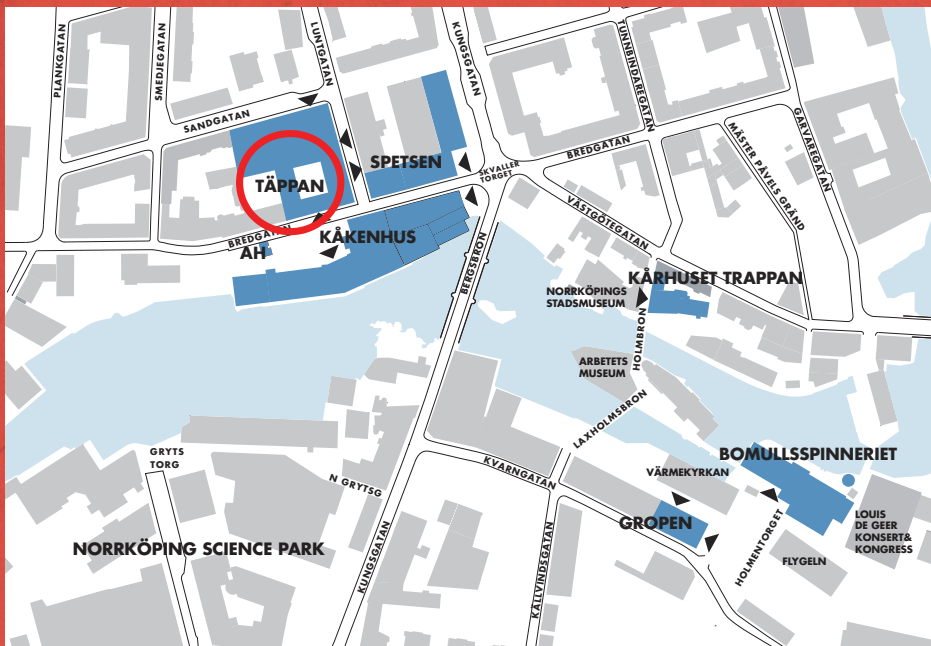 PLANKGATAN
SMEDJEGATAN
LUNTGATAN
KUNGSGATAN
TUNNBINDAREGATAN
GARVAREGATAN
SANDGATAN
MÄSTER PÅVELS GRÄND
SPETSEN
SKVALLER
TORGET
BREDGATAN
TÄPPAN
VÄSTGÖTEGATAN
BREDGATAN
KÅKENHUS
AH
BERGSBRON
KÅRHUSET TRAPPAN
NORRKÖPINGS
STADSMUSEUM
HOLMBRON
ARBETETS
MUSEUM
LAXHOLMSBRON
GRYTS
TORG
KVARNGATAN
BOMULLSSPINNERIET
VÄRMEKYRKAN
N GRYTSG
GROPEN
LOUIS
DE GEER
KONSERT&
KONGRESS
NORRKÖPING SCIENCE PARK
KUNGSGATAN
KÄLLVINDSGATAN
HOLMENTORGET
FLYGELN